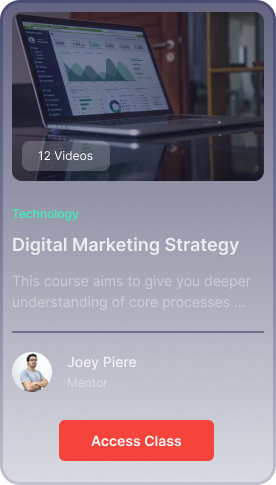 12 Videos
Technology
Digital Marketing Strategy
This course aims to give you deeper
understanding of core processes ...
Joey Piere
Mentor
Access Class